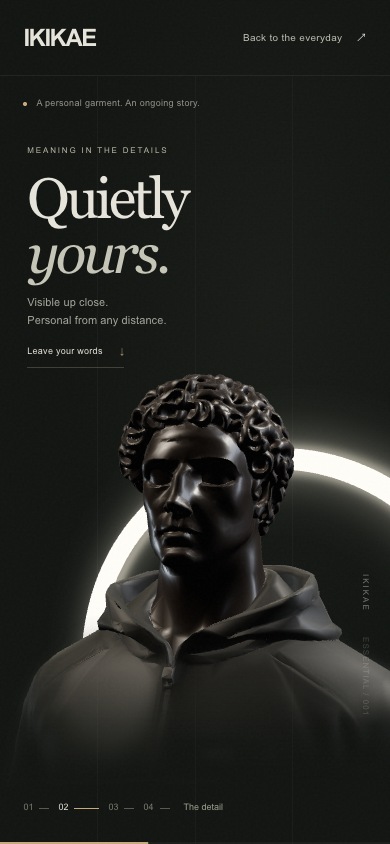 IKIKAE
Back to the everyday ↗
A personal garment. An ongoing story.
MEANING IN THE DETAILS
Quietly
yours.
Visible up close.
Personal from any distance.
Leave your words ↓
IKIKAE ESSENTIAL / 001
01 — 02 — 03 — 04 — The detail